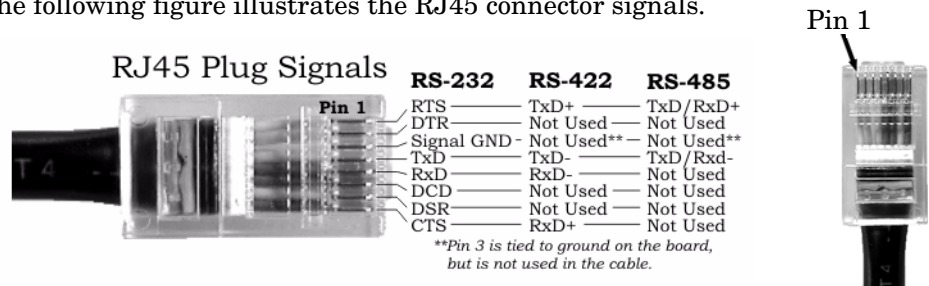 he following figure illustrates the RJ45 connector signals.
Pin 1
RJ45 Plug Signals
RS-232 RS-422 RS-485
Pin 1
RTS TxD+ TxD/RxD+
DTR Not Used Not Used
Signal GND - Not Used** Not Used**
TxD TxD- TxD/Rxd-
RxD RxD- Not Used
DCD Not Used Not Used
DSR Not Used Not Used
CTS RxD+ Not Used
**Pin 3 is tied to ground on the board,
but is not used in the cable.
T 4
4